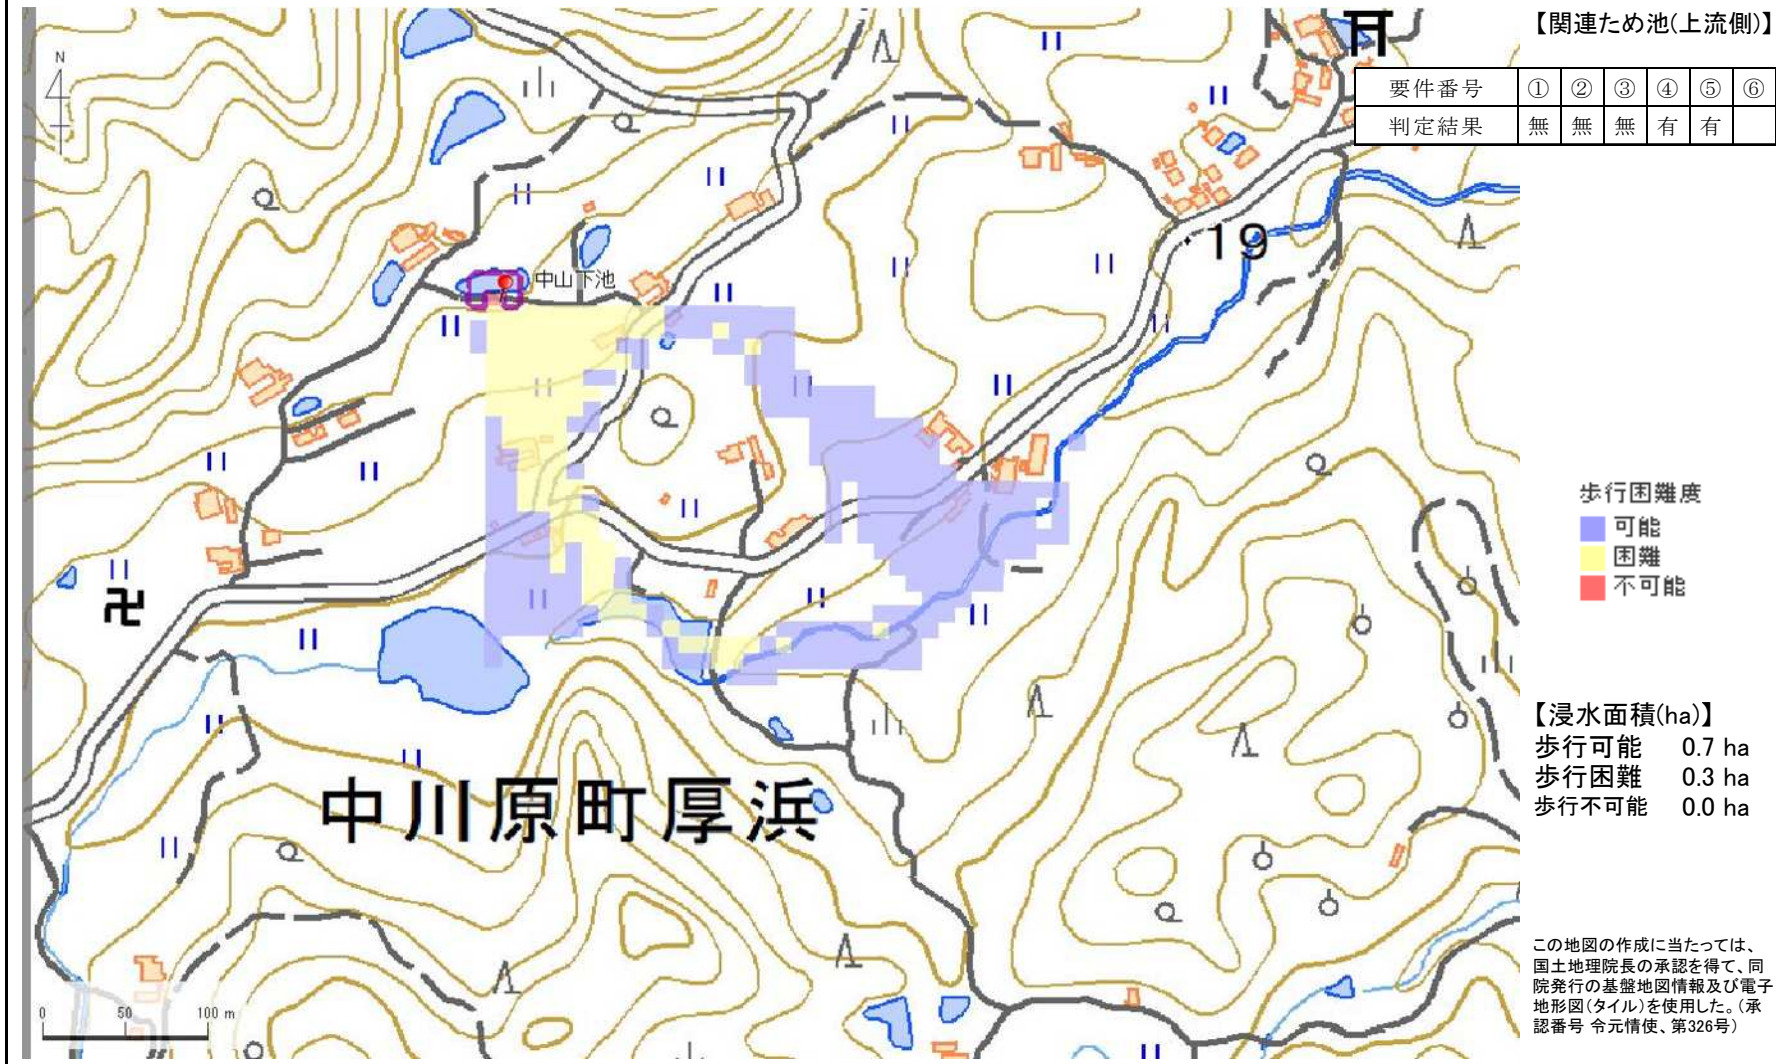 【関連ため池(上流側)】
要件番号 ① ② ③ ④ ⑤ ⑥
判定結果 無 無 無 有 有
N
19
中山下池
歩行困難度
可能
困難
不可能
【浸水面積(ha)】
歩行可能 0.7 ha
歩行困難 0.3 ha
歩行不可能 0.0 ha
中川原町厚浜
この地図の作成に当たっては、
国土地理院長の承認を得て、同
院発行の基盤地図情報及び電子
地形図(タイル)を使用した。(承
認番号 令元情使、第326号)
0 50 100 m